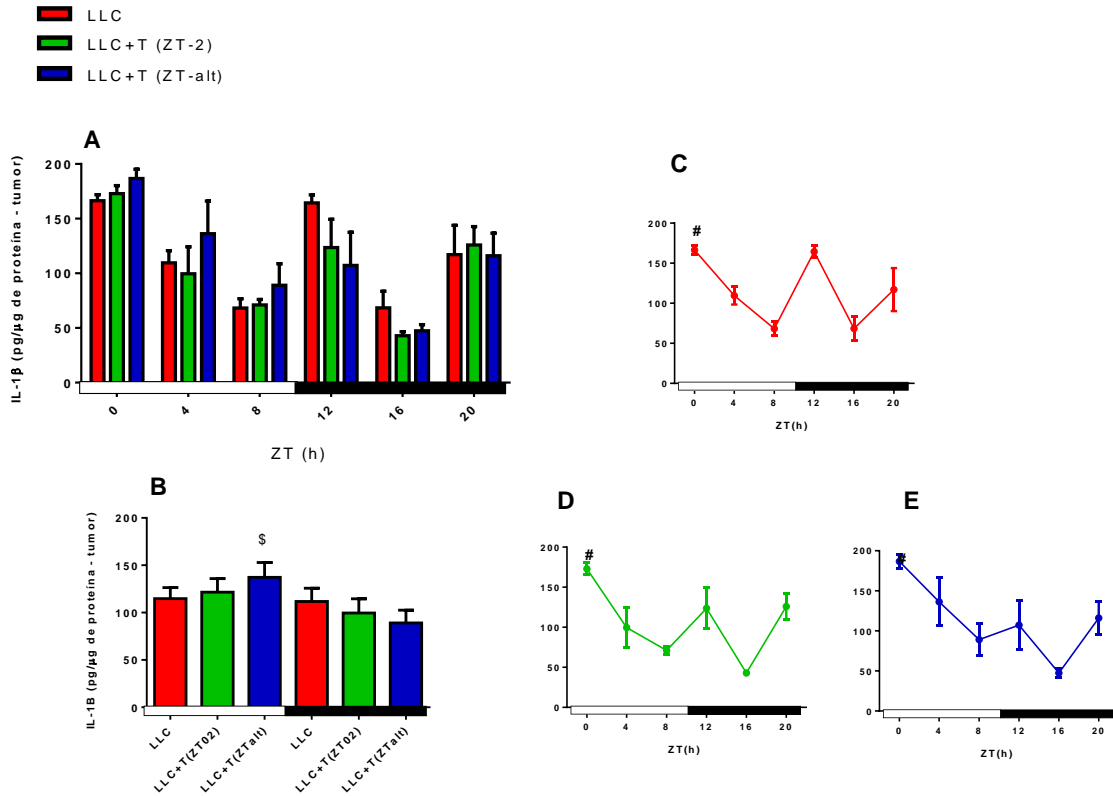 LLC
LLC+T (ZT-2)
LLC+T (ZT-alt)
A
IL-1β (pg/μg de proteína - tumor)
200
150
100
50
0
0 4 8 12 16 20
ZT (h)
B
IL-1B (pg/μg de proteína - tumor)
200
150
100
50
0
$
LLC LLC+T(ZT02) LLC+T(ZTalt) LLC LLC+T(ZT02) LLC+T(ZTalt)
C
200
150
100
50
0
#
0 4 8 12 16 20
ZT(h)
D
200
150
100
50
0
#
0 4 8 12 16 20
ZT(h)
E
200
150
100
50
0
#
0 4 8 12 16 20
ZT(h)